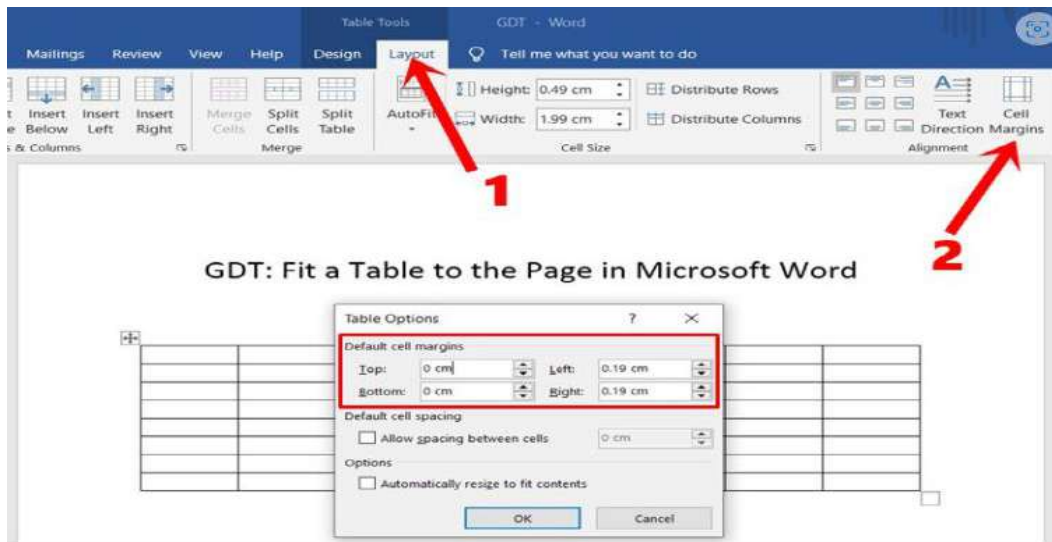 Table Tools GDT - Word
Mailings Review View Help Design Layout Tell me what you want to do
Insert Below
Insert Left
Insert Right
Merge Cells
Split Cells
Split Table
AutoFit
Height: 0.49 cm
Width: 1.99 cm
Distribute Rows
Distribute Columns
Text Direction
Cell Margins
& Columns Merge Cell Size Alignment
1
2
GDT: Fit a Table to the Page in Microsoft Word
Table Options ?
Default cell margins
Top: 0 cm Left: 0.19 cm
Bottom: 0 cm Right: 0.19 cm
Default cell spacing
Allow spacing between cells 0 cm
Options
Automatically resize to fit contents
OK Cancel